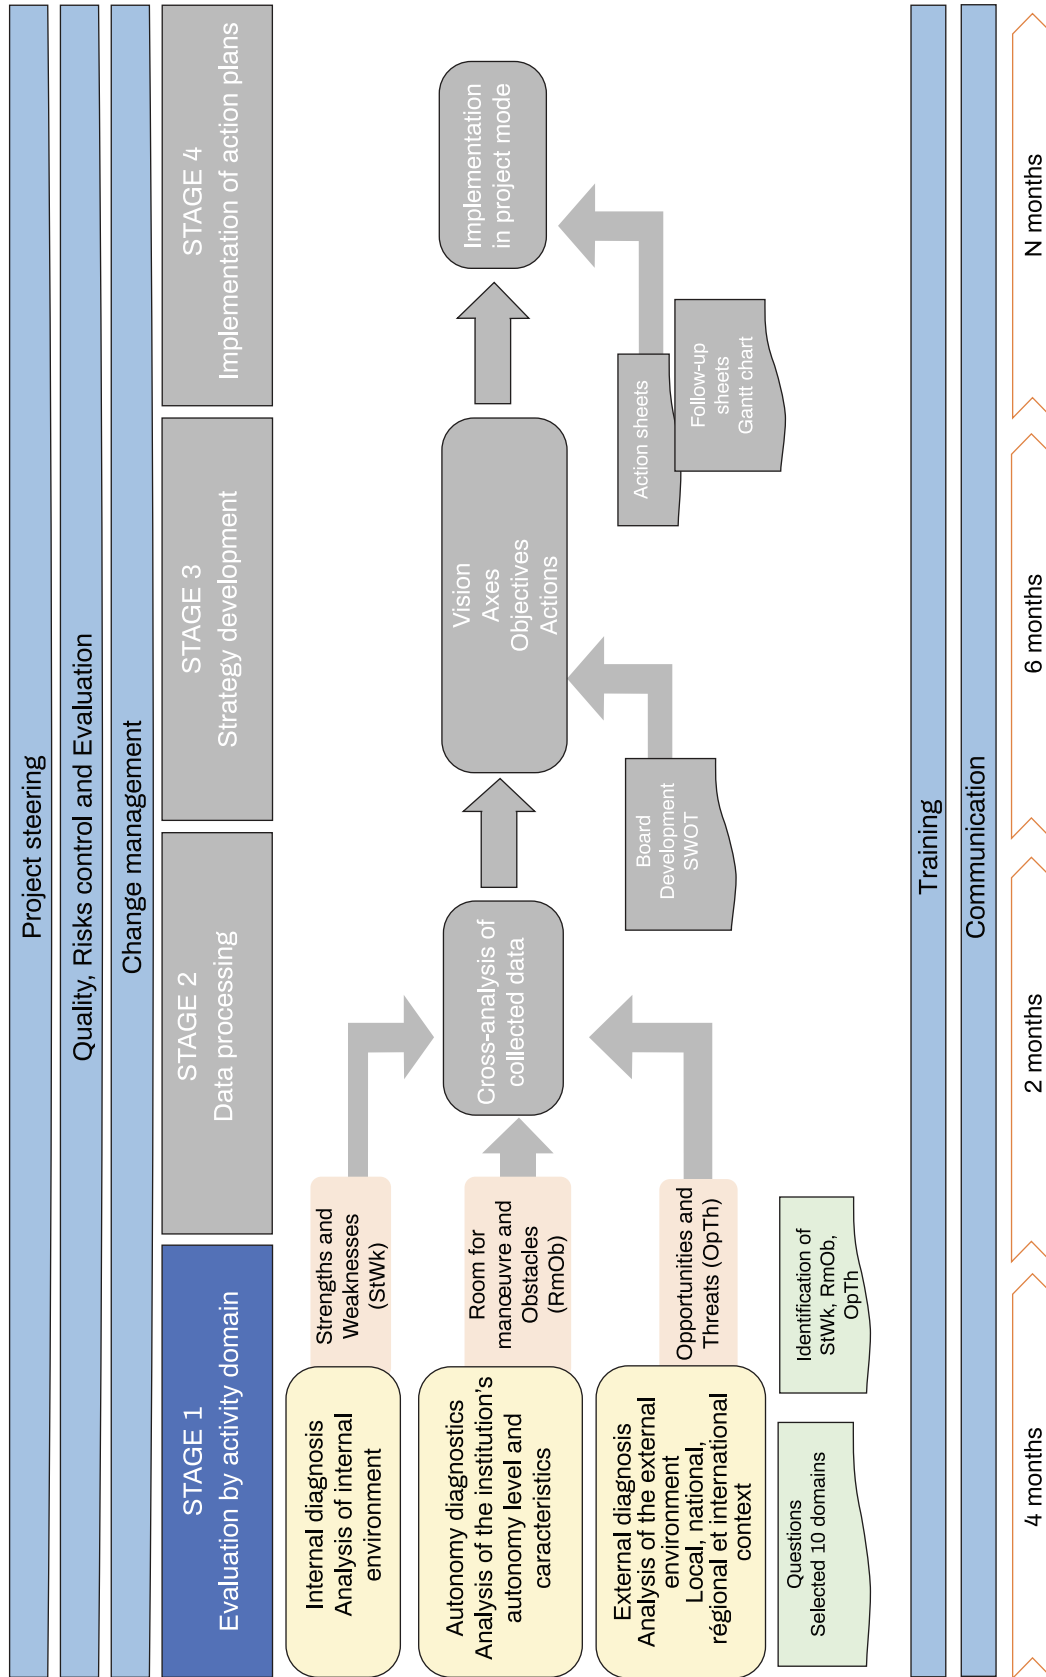 Project steering
Quality, Risks control and Evaluation
Change management
STAGE 1
Evaluation by activity domain
STAGE 2
Data processing
STAGE 3
Strategy development
STAGE 4
Implementation of action plans
Internal diagnosis
Analysis of internal
environment
Strengths and
Weaknesses
(StWk)
Autonomy diagnostics
Analysis of the institution’s
autonomy level and
caracteristics
Room for
manœuvre and
Obstacles
(RmOb)
External diagnosis
Analysis of the external
environment
Local, national,
régional et international
context
Opportunities and
Threats (OpTh)
Cross-analysis of
collected data
Vision
Axes
Objectives
Actions
Implementation
in project mode
Questions
Selected 10 domains
Identification of
StWk, RmOb,
OpTh
Board
Development
SWOT
Action sheets
Follow-up
sheets
Gantt chart
Training
Communication
4 months
2 months
6 months
N months